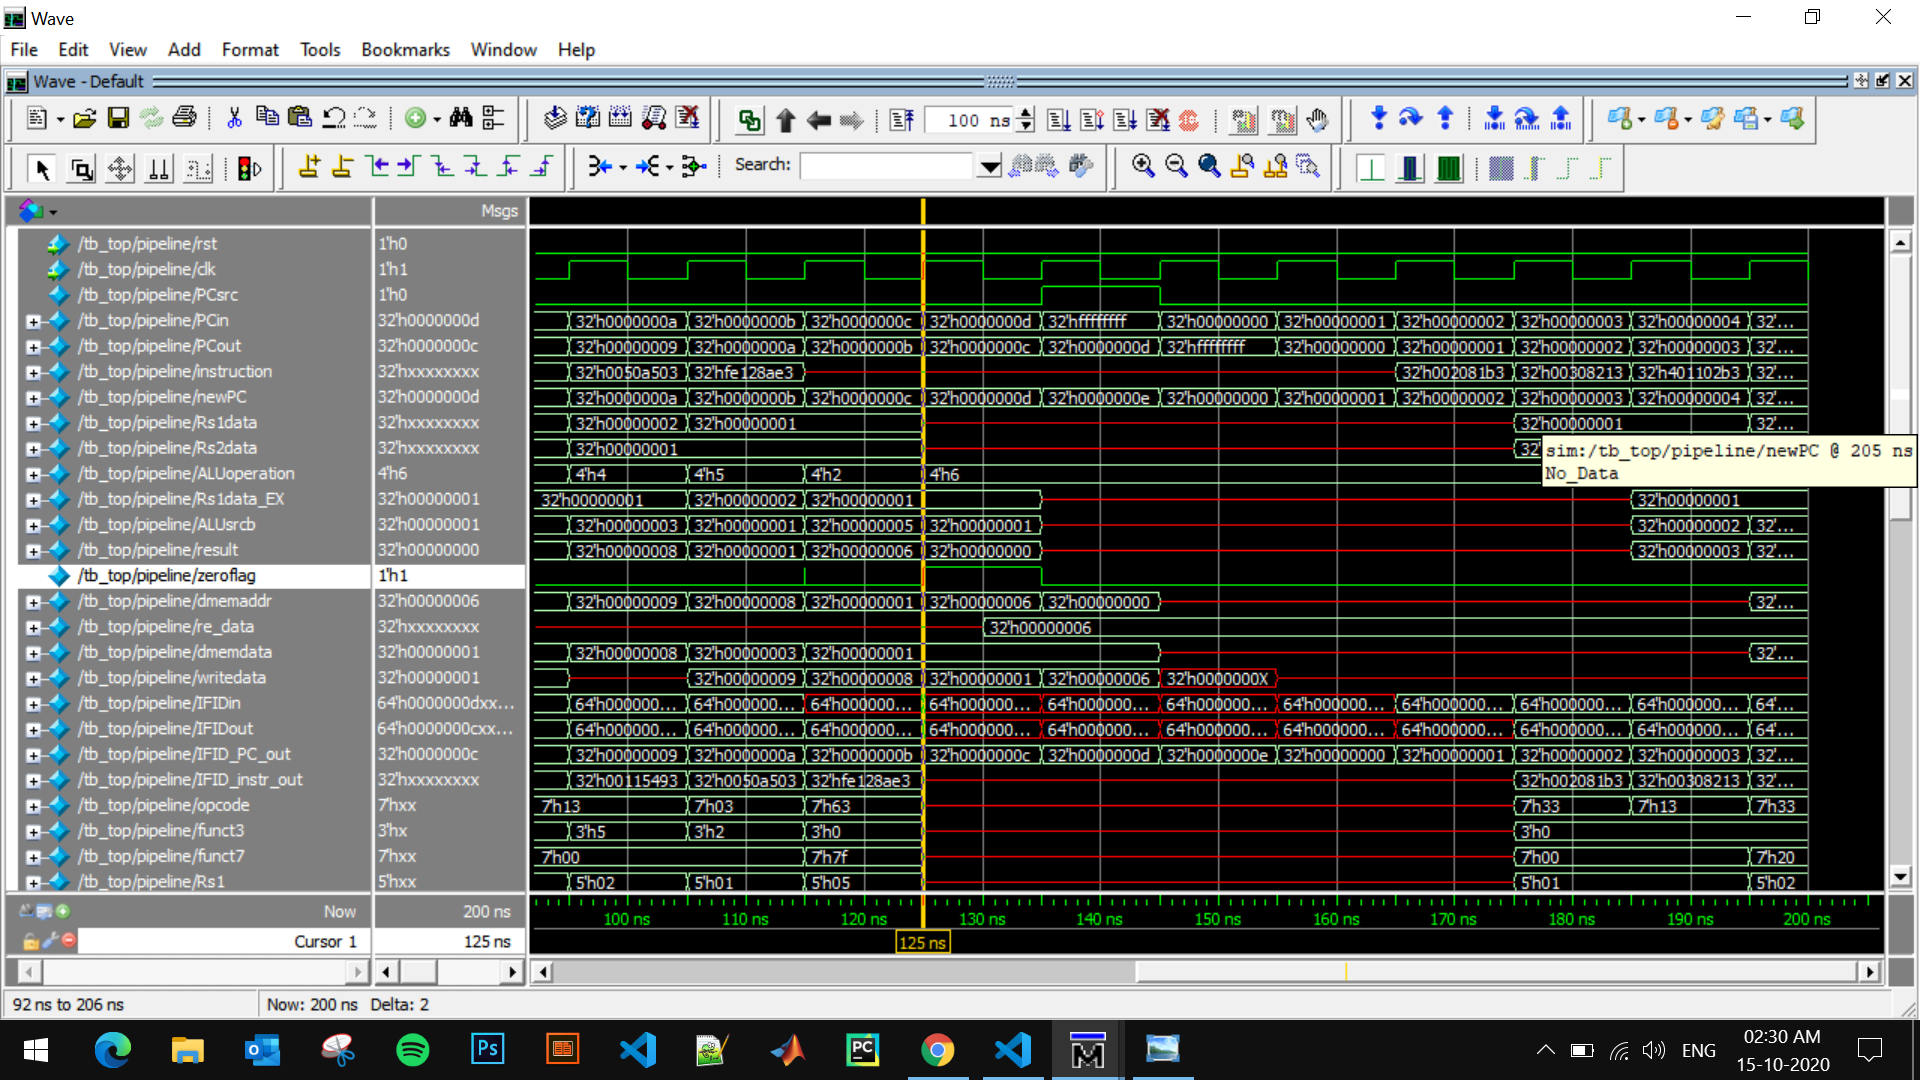 Wave
File Edit View Add Format Tools Bookmarks Window Help
Wave - Default
100 ns
Search:
Msgs
/tb_top/pipeline/rst 1'h0
/tb_top/pipeline/clk 1'h1
/tb_top/pipeline/PCsrc 1'h0
/tb_top/pipeline/PCin 32'h0000000d 32'h0000000a 32'h0000000b 32'h0000000c 32'h0000000d 32'hffffffff 32'h00000000 32'h00000001 32'h00000002 32'h00000003 32'h00000004 32'...
/tb_top/pipeline/PCout 32'h0000000c 32'h00000009 32'h0000000a 32'h0000000b 32'h0000000c 32'h0000000d 32'hffffffff 32'h00000000 32'h00000001 32'h00000002 32'h00000003 32'...
/tb_top/pipeline/instruction 32'hxxxxxxxx 32'h0050a503 32'hfe128ae3 32'h002081b3 32'h00308213 32'h401102b3 32'...
/tb_top/pipeline/newPC 32'h0000000d 32'h0000000a 32'h0000000b 32'h0000000c 32'h0000000d 32'h0000000e 32'h00000000 32'h00000001 32'h00000002 32'h00000003 32'h00000004 32'...
/tb_top/pipeline/Rs1data 32'hxxxxxxxx 32'h00000002 32'h00000001 32'h00000001 32'...
/tb_top/pipeline/Rs2data 32'hxxxxxxxx 32'h00000001 32'
sim:/tb_top/pipeline/newPC @ 205 ns
No_Data
/tb_top/pipeline/ALUoperation 4'h6 4'h4 4'h5 4'h2 4'h6
/tb_top/pipeline/Rs1data_EX 32'h00000001 32'h00000001 32'h00000002 32'h00000001 32'h00000001
/tb_top/pipeline/ALUsrcb 32'h00000001 32'h00000003 32'h00000001 32'h00000005 32'h00000001 32'h00000002 32'...
/tb_top/pipeline/result 32'h00000000 32'h00000008 32'h00000001 32'h00000006 32'h00000000 32'h00000003 32'...
/tb_top/pipeline/zeroflag 1'h1
/tb_top/pipeline/dmemaddr 32'h00000006 32'h00000009 32'h00000008 32'h00000001 32'h00000006 32'h00000000 32'...
/tb_top/pipeline/re_data 32'hxxxxxxxx 32'h00000006
/tb_top/pipeline/dmemdata 32'h00000001 32'h00000008 32'h00000003 32'h00000001 32'...
/tb_top/pipeline/writedata 32'h00000001 32'h00000009 32'h00000008 32'h00000001 32'h00000006 32'h0000000X
/tb_top/pipeline/IFIDin 64'h0000000dxx... 64'h000000... 64'h000000... 64'h000000... 64'h000000... 64'h000000... 64'h000000... 64'h000000... 64'h000000... 64'h000000... 64'h000000... 64'...
/tb_top/pipeline/IFIDout 64'h0000000cxx... 64'h000000... 64'h000000... 64'h000000... 64'h000000... 64'h000000... 64'h000000... 64'h000000... 64'h000000... 64'h000000... 64'h000000... 64'...
/tb_top/pipeline/IFID_PC_out 32'h0000000c 32'h00000009 32'h0000000a 32'h0000000b 32'h0000000c 32'h0000000d 32'h0000000e 32'h00000000 32'h00000001 32'h00000002 32'h00000003 32'...
/tb_top/pipeline/IFID_instr_out 32'hxxxxxxxx 32'h00115493 32'h0050a503 32'hfe128ae3 32'h002081b3 32'h00308213 32'...
/tb_top/pipeline/opcode 7'hxx 7'h13 7'h03 7'h63 7'h33 7'h13 7'h33
/tb_top/pipeline/funct3 3'hx 3'h5 3'h2 3'h0 3'h0
/tb_top/pipeline/funct7 7'hxx 7'h00 7'h7f 7'h00 7'h20
/tb_top/pipeline/Rs1 5'hxx 5'h02 5'h01 5'h05 5'h01 5'h02
Now 200 ns 100 ns 110 ns 120 ns 130 ns 140 ns 150 ns 160 ns 170 ns 180 ns 190 ns 200 ns
Cursor 1 125 ns 125 ns
92 ns to 206 ns Now: 200 ns Delta: 2
Ps
PC
M
ENG
02:30 AM
15-10-2020